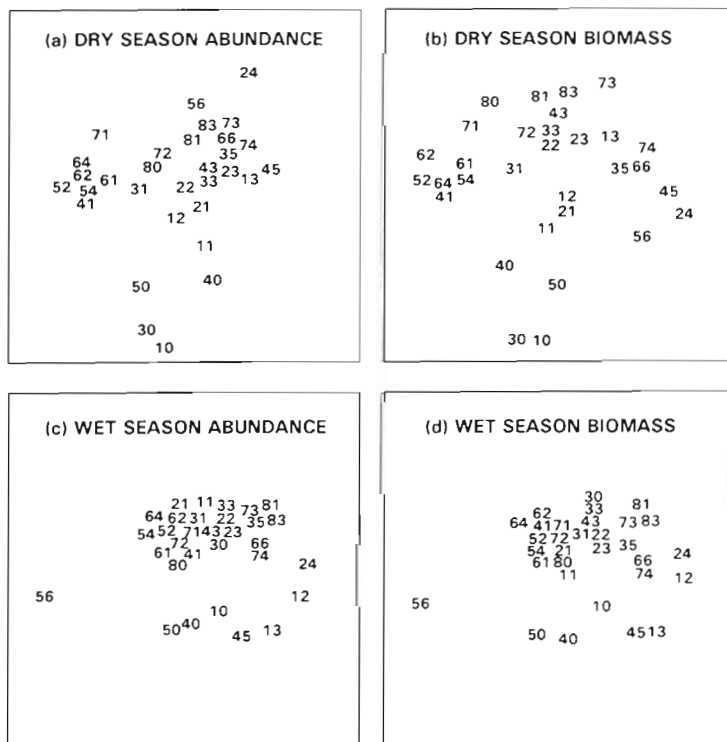 (a) DRY SEASON ABUNDANCE
24
56
83 73
71 81 66
74
72 35
64 80 43 23 45
62 61 33 13
52 54 31 22
41 21
12
11
50 40
30
10
(b) DRY SEASON BIOMASS
73
81 83
80
43
71 72 33 23 13
22 74
62 61 31 35 66
52 64 54
41 12 45
21 24
11 56
40
50
30 10
(c) WET SEASON ABUNDANCE
21 11 33 81
64 62 31 22 73 35 83
54 52 71 43 23
72 30 66
61 41 74
80 24
56 12
10
50 40 45 13
(d) WET SEASON BIOMASS
30
33 81
62
64 41 71 43 73 83
52 72 31 22
54 21 23 35 24
61 80 66
11 74 12
56 10
50 40 45 13